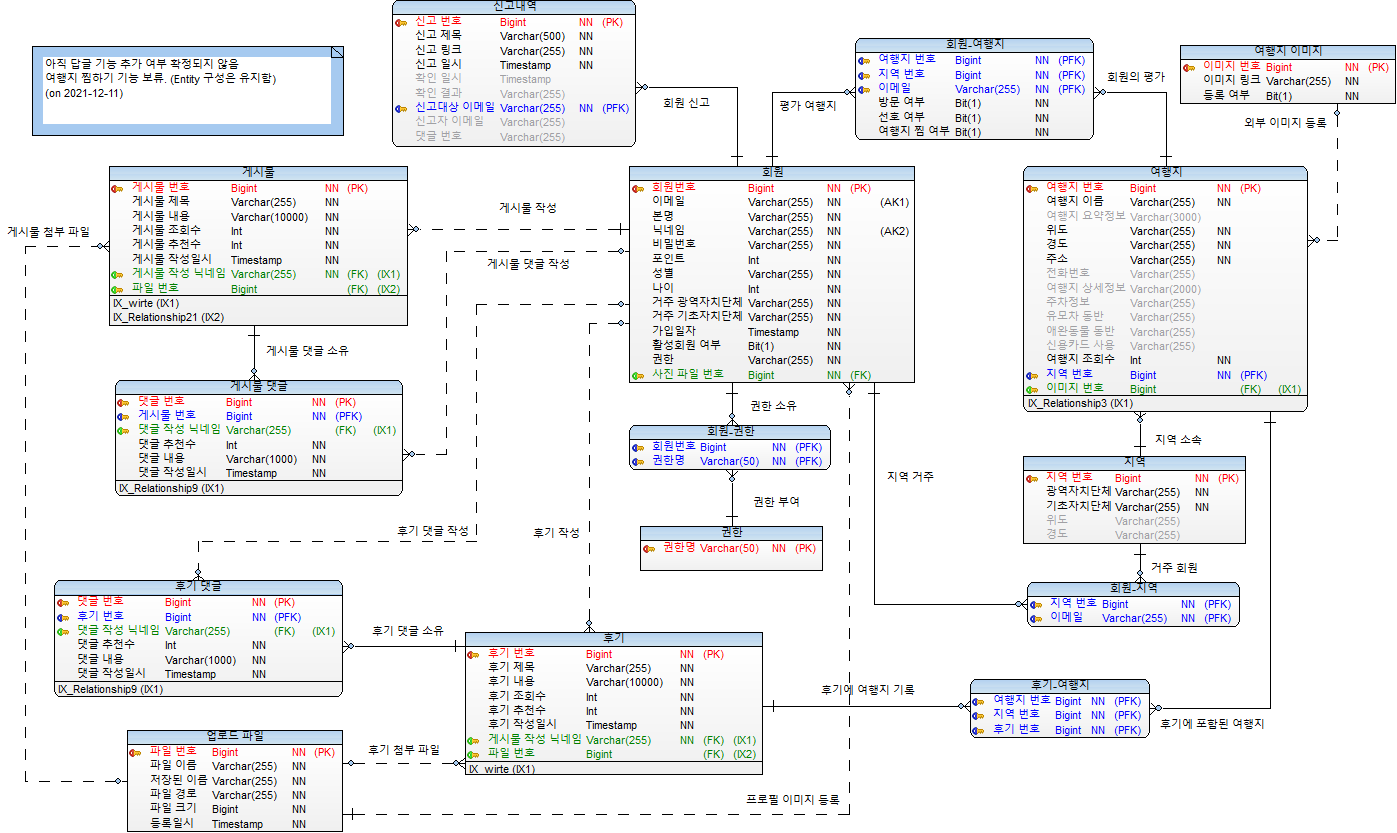 신고내역
신고 번호 Bigint NN (PK)
신고 제목 Varchar(500) NN
신고 링크 Varchar(255) NN
신고 일시 Timestamp NN
확인 일시 Timestamp
확인 결과 Varchar(255)
신고대상 이메일 Varchar(255) NN (PFK)
신고자 이메일 Varchar(255)
댓글 번호 Varchar(255)
아직 답글 기능 추가 여부 확정되지 않음
여행지 찜하기 기능 보류. (Entity 구성은 유지함)
(on 2021-12-11)
회원 신고
평가 여행지
회원-여행지
여행지 번호 Bigint NN (PFK)
지역 번호 Bigint NN (PFK)
이메일 Varchar(255) NN (PFK)
방문 여부 Bit(1) NN
선호 여부 Bit(1) NN
여행지 찜 여부 Bit(1) NN
회원의 평가
여행지 이미지
이미지 번호 Bigint NN (PK)
이미지 링크 Varchar(255) NN
등록 여부 Bit(1) NN
외부 이미지 등록
게시물
게시물 번호 Bigint NN (PK)
게시물 제목 Varchar(255) NN
게시물 내용 Varchar(10000) NN
게시물 조회수 Int NN
게시물 추천수 Int NN
게시물 작성일시 Timestamp NN
게시물 작성 닉네임 Varchar(255) NN (FK) (IX1)
파일 번호 Bigint (FK) (IX2)
IX_wirte (IX1)
IX_Relationship21 (IX2)
게시물 첨부 파일
게시물 작성
게시물 댓글 작성
회원
회원번호 Bigint NN (PK)
이메일 Varchar(255) NN (AK1)
본명 Varchar(255) NN
닉네임 Varchar(255) NN (AK2)
비밀번호 Varchar(255) NN
포인트 Int NN
성별 Varchar(255) NN
나이 Int NN
거주 광역자치단체 Varchar(255) NN
거주 기초자치단체 Varchar(255) NN
가입일자 Timestamp NN
활성회원 여부 Bit(1) NN
권한 Varchar(255) NN
사진 파일 번호 Bigint NN (FK)
여행지
여행지 번호 Bigint NN (PK)
여행지 이름 Varchar(255) NN
여행지 요약정보 Varchar(3000)
위도 Varchar(255) NN
경도 Varchar(255) NN
주소 Varchar(255) NN
전화번호 Varchar(255)
여행지 상세정보 Varchar(2000)
주차정보 Varchar(255)
유모차 동반 Varchar(255)
애완동물 동반 Varchar(255)
신용카드 사용 Varchar(255)
여행지 조회수 Int NN
지역 번호 Bigint NN (PFK)
이미지 번호 Bigint (FK) (IX1)
IX_Relationship3 (IX1)
게시물 댓글 소유
게시물 댓글
댓글 번호 Bigint NN (PK)
게시물 번호 Bigint NN (PFK)
댓글 작성 닉네임 Varchar(255) (FK) (IX1)
댓글 추천수 Int NN
댓글 내용 Varchar(1000) NN
댓글 작성일시 Timestamp NN
IX_Relationship9 (IX1)
권한 소유
회원-권한
회원번호 Bigint NN (PFK)
권한명 Varchar(50) NN (PFK)
권한 부여
권한
권한명 Varchar(50) NN (PK)
지역 거주
지역 소속
지역
지역 번호 Bigint NN (PK)
광역자치단체 Varchar(255) NN
기초자치단체 Varchar(255) NN
위도 Varchar(255)
경도 Varchar(255)
거주 회원
회원-지역
지역 번호 Bigint NN (PFK)
이메일 Varchar(255) NN (PFK)
후기 댓글 작성
후기 작성
후기 댓글
댓글 번호 Bigint NN (PK)
후기 번호 Bigint NN (PFK)
댓글 작성 닉네임 Varchar(255) (FK) (IX1)
댓글 추천수 Int NN
댓글 내용 Varchar(1000) NN
댓글 작성일시 Timestamp NN
IX_Relationship9 (IX1)
후기 댓글 소유
후기
후기 번호 Bigint NN (PK)
후기 제목 Varchar(255) NN
후기 내용 Varchar(10000) NN
후기 조회수 Int NN
후기 추천수 Int NN
후기 작성일시 Timestamp NN
게시물 작성 닉네임 Varchar(255) NN (FK) (IX1)
파일 번호 Bigint (FK) (IX2)
IX_wirte (IX1)
후기에 여행지 기록
후기-여행지
여행지 번호 Bigint NN (PFK)
지역 번호 Bigint NN (PFK)
후기 번호 Bigint NN (PFK)
후기에 포함된 여행지
업로드 파일
파일 번호 Bigint NN (PK)
파일 이름 Varchar(255) NN
저장된 이름 Varchar(255) NN
파일 경로 Varchar(255) NN
파일 크기 Bigint NN
등록일시 Timestamp NN
후기 첨부 파일
프로필 이미지 등록